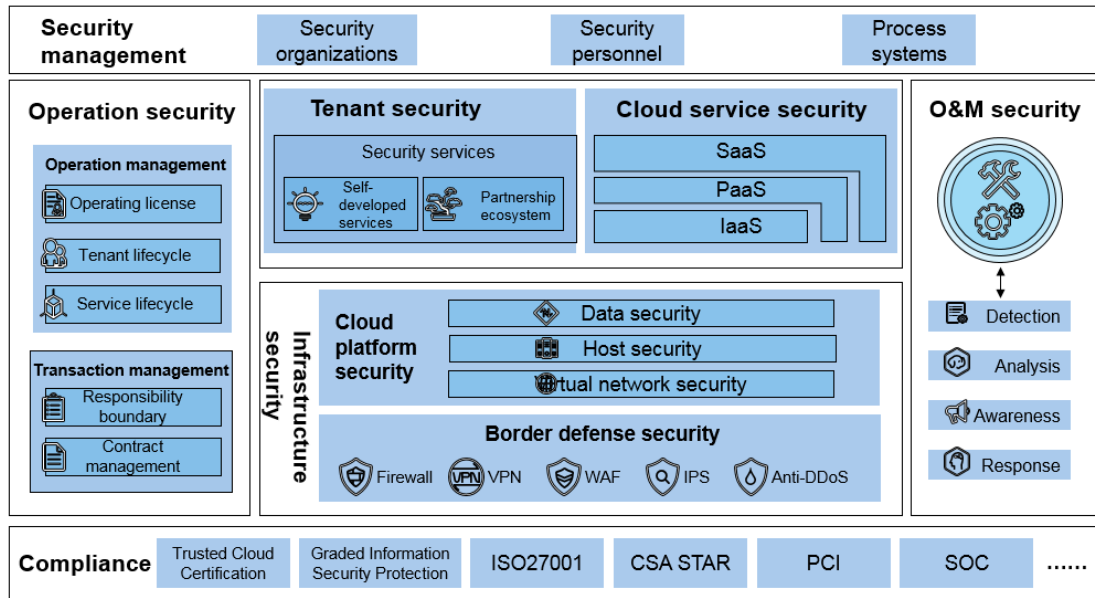 Security
management
Security
organizations
Security
personnel
Process
systems
Operation security
Operation management
Operating license
Tenant lifecycle
Service lifecycle
Transaction management
Responsibility
boundary
Contract
management
Tenant security
Security services
Self-
developed
services
Partnership
ecosystem
Cloud service security
SaaS
PaaS
IaaS
Infrastructure
security
Cloud
platform
security
Data security
Host security
Virtual network security
Border defense security
Firewall
VPN
VPN
WAF
IPS
Anti-DDoS
O&M security
Detection
Analysis
Awareness
Response
Compliance
Trusted Cloud
Certification
Graded Information
Security Protection
ISO27001
CSA STAR
PCI
SOC
......